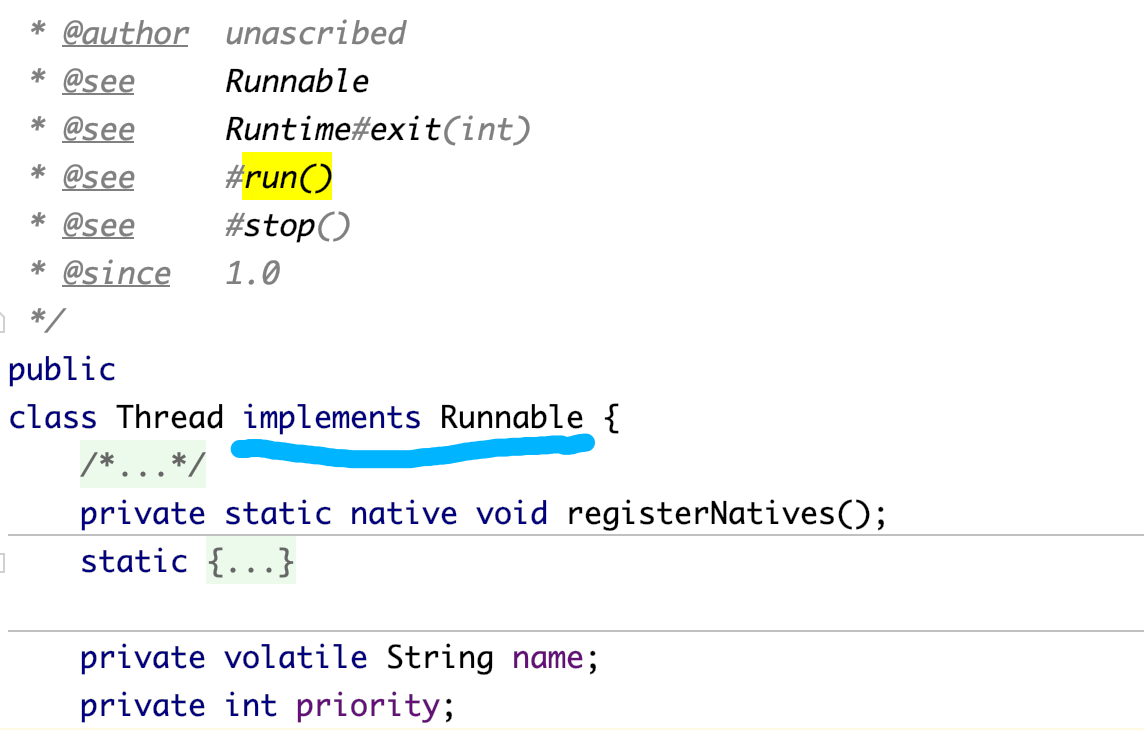 * @author unascribed
* @see Runnable
* @see Runtime#exit(int)
* @see #run()
* @see #stop()
* @since 1.0
*/
public
class Thread implements Runnable {
/*...*/
private static native void registerNatives();
static {...}
private volatile String name;
private int priority;